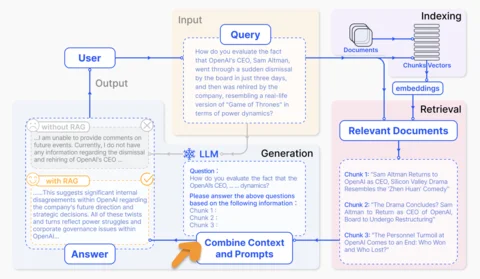 Input
Indexing
User
Query
How do you evaluate the fact
that OpenAI's CEO, Sam Altman,
went through a sudden dismissal
by the board in just three days,
and then was rehired by the
company, resembling a real-life
version of "Game of Thrones" in
terms of power dynamics?
Documents
Chunks Vectors
embeddings
Output
without RAG
...I am unable to provide comments on
future events. Currently, I do not have
any information regarding the dismissal
and rehiring of OpenAI's CEO ...
with RAG
......This suggests significant internal
disagreements within OpenAI regarding
the company's future direction and
strategic decisions. All of these twists
and turns reflect power struggles and
corporate governance issues within
OpenAI...
Answer
LLM
Generation
Question :
How do you evaluate the fact that the
OpenAI's CEO, ... ...dynamics?
Please answer the above questions
based on the following information :
Chunk 1 :
Chunk 2 :
Chunk 3 :
Combine Context
and Prompts
Retrieval
Relevant Documents
Chunk 1: "Sam Altman Returns to
OpenAI as CEO, Silicon Valley Drama
Resembles the 'Zhen Huan' Comedy"
Chunk 2: "The Drama Concludes? Sam
Altman to Return as CEO of OpenAI,
Board to Undergo Restructuring"
Chunk 3: "The Personnel Turmoil at
OpenAI Comes to an End: Who Won
and Who Lost?"